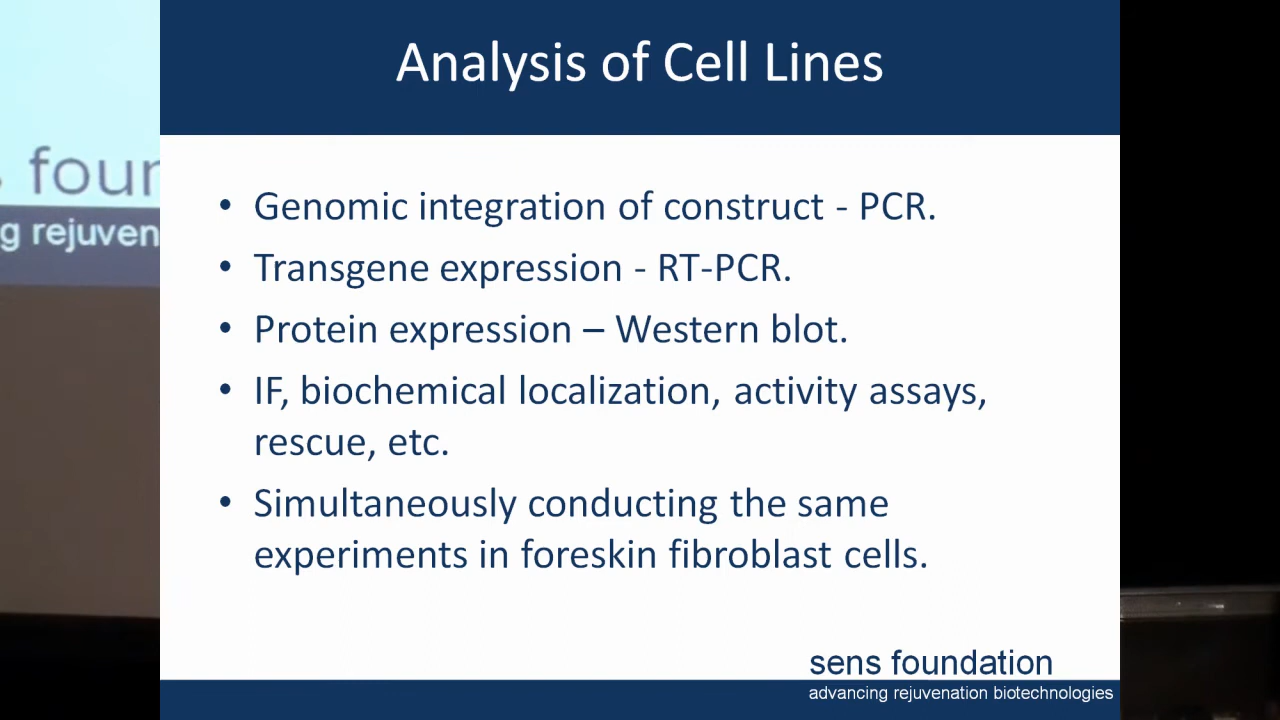 Analysis of Cell Lines
s foun
g rejuven
• Genomic integration of construct - PCR.
• Transgene expression - RT-PCR.
• Protein expression – Western blot.
• IF, biochemical localization, activity assays,
rescue, etc.
• Simultaneously conducting the same
experiments in foreskin fibroblast cells.
sens foundation
advancing rejuvenation biotechnologies